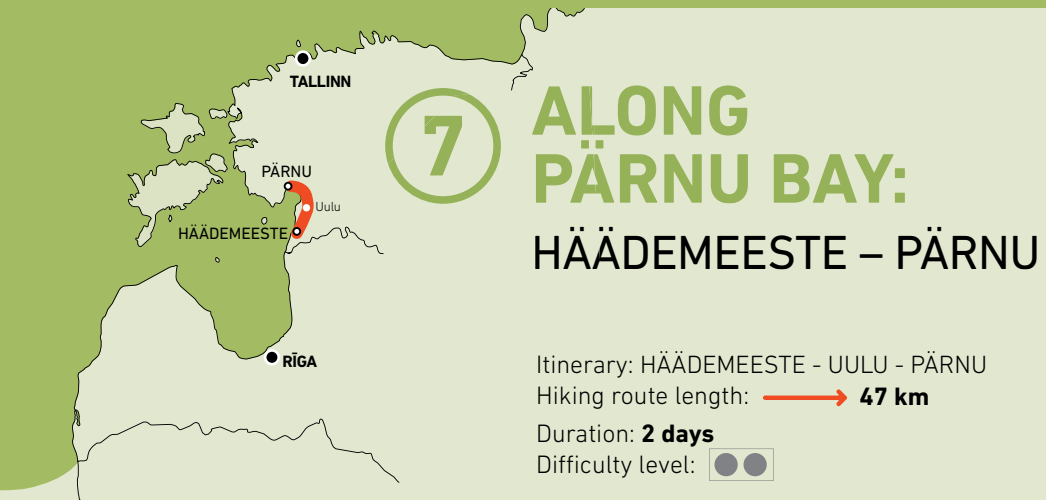 TALLINN
PÄRNU
Uulu
HÄÄDEMEESTE
RĪGA
7
ALONG
PÄRNU BAY:
HÄÄDEMEESTE – PÄRNU
Itinerary: HÄÄDEMEESTE - UULU - PÄRNU
Hiking route length: 47 km
Duration: 2 days
Difficulty level: